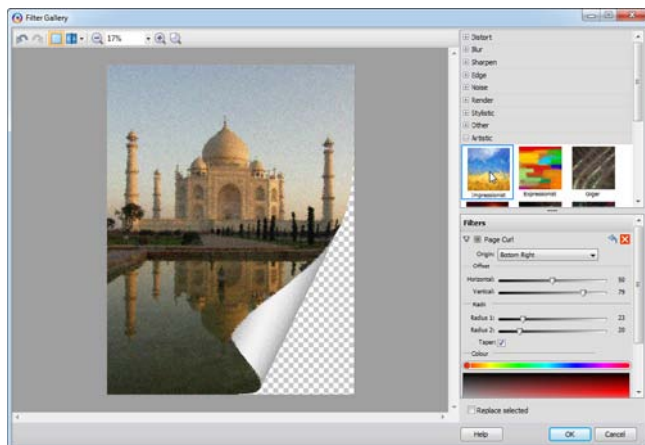 Filter Gallery
17%
Distort
Blur
Sharpen
Edge
Noise
Render
Stylistic
Other
Artistic
Impressionist Expressionist Giger
Filters
Page Curl
Origin: Bottom Right
Offset
Horizontal: 50
Vertical: 79
Radii
Radius 1: 23
Radius 2: 20
Taper:
Colour
Replace selected
Help OK Cancel